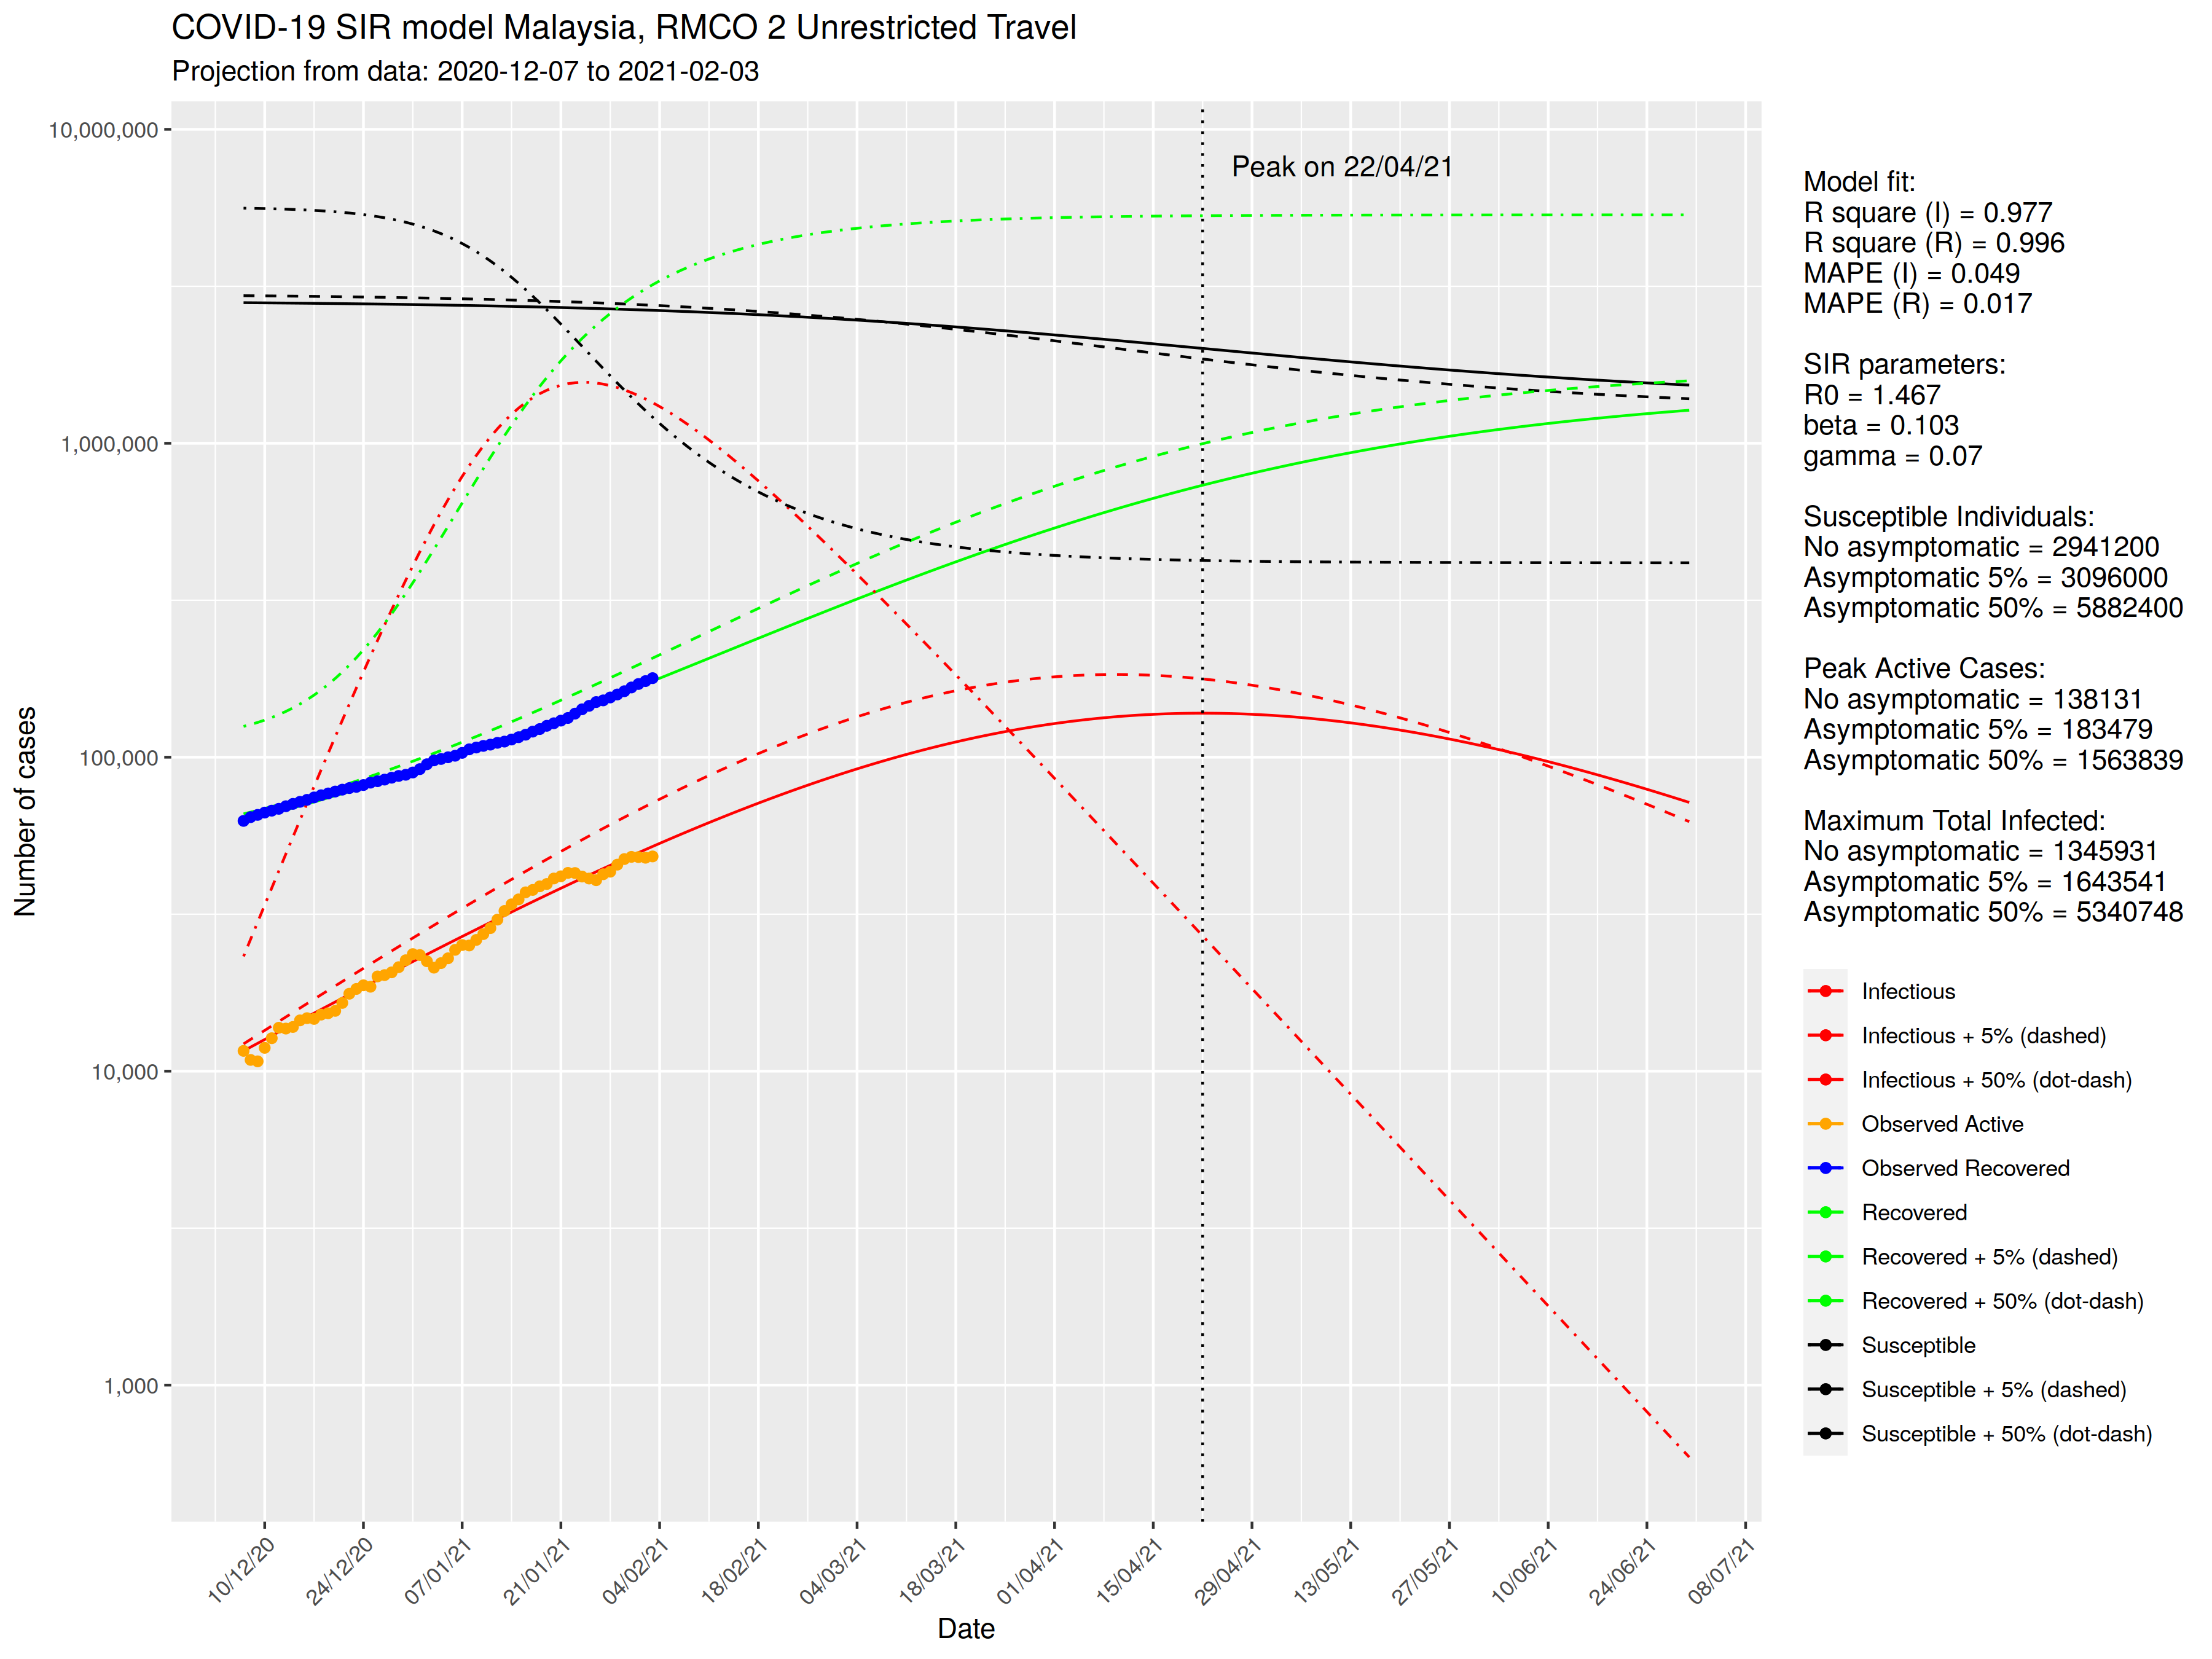 COVID-19 SIR model Malaysia, RMCO 2 Unrestricted Travel
Projection from data: 2020-12-07 to 2021-02-03
10,000,000
1,000,000
100,000
10,000
1,000
Number of cases
Peak on 22/04/21
10/12/20
24/12/20
07/01/21
21/01/21
04/02/21
18/02/21
04/03/21
18/03/21
01/04/21
15/04/21
29/04/21
13/05/21
27/05/21
10/06/21
24/06/21
08/07/21
Date
Model fit:
R square (I) = 0.977
R square (R) = 0.996
MAPE (I) = 0.049
MAPE (R) = 0.017
SIR parameters:
R0 = 1.467
beta = 0.103
gamma = 0.07
Susceptible Individuals:
No asymptomatic = 2941200
Asymptomatic 5% = 3096000
Asymptomatic 50% = 5882400
Peak Active Cases:
No asymptomatic = 138131
Asymptomatic 5% = 183479
Asymptomatic 50% = 1563839
Maximum Total Infected:
No asymptomatic = 1345931
Asymptomatic 5% = 1643541
Asymptomatic 50% = 5340748
Infectious
Infectious + 5% (dashed)
Infectious + 50% (dot-dash)
Observed Active
Observed Recovered
Recovered
Recovered + 5% (dashed)
Recovered + 50% (dot-dash)
Susceptible
Susceptible + 5% (dashed)
Susceptible + 50% (dot-dash)